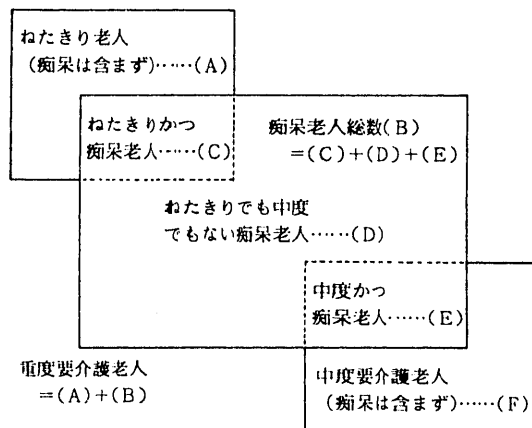 ねたきり老人
(痴呆は含まず)……(A)
ねたきりかつ
痴呆老人……(C)
痴呆老人総数(B)
=(C)+(D)+(E)
ねたきりでも中度
でもない痴呆老人……(D)
中度かつ
痴呆老人……(E)
重度要介護老人
=(A)+(B)
中度要介護老人
(痴呆は含まず)……(F)